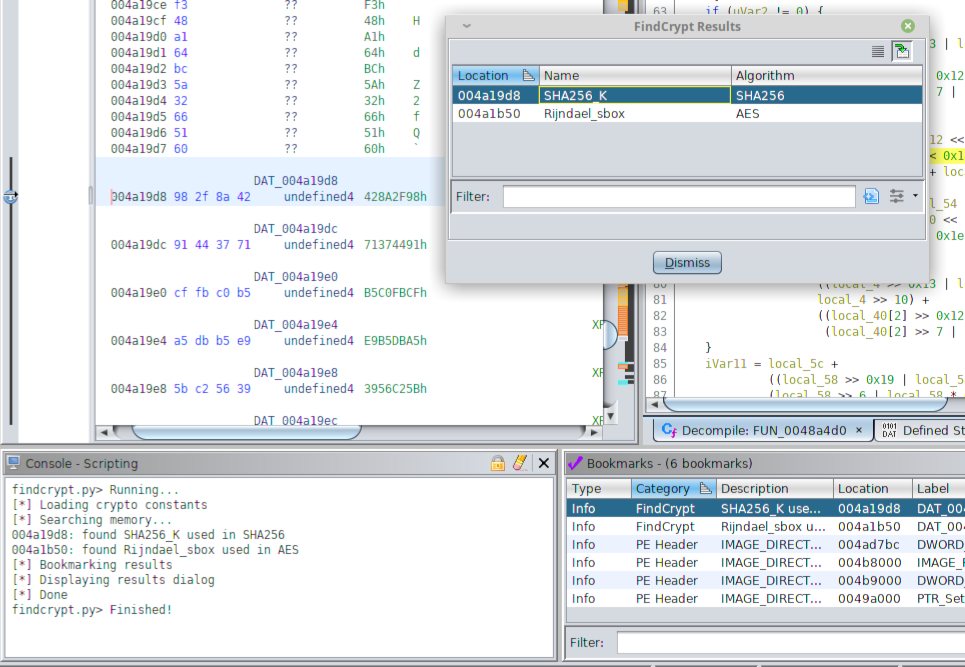 004a19ce f3 ?? F3h
004a19cf 48 ?? 48h H
004a19d0 a1 ?? A1h
004a19d1 64 ?? 64h d
004a19d2 bc ?? BCh
004a19d3 5a ?? 5Ah Z
004a19d4 32 ?? 32h 2
004a19d5 66 ?? 66h f
004a19d6 51 ?? 51h Q
004a19d7 60 ?? 60h `
DAT_004a19d8
004a19d8 98 2f 8a 42 undefined4 428A2F98h
DAT_004a19dc
004a19dc 91 44 37 71 undefined4 71374491h
DAT_004a19e0
004a19e0 cf fb c0 b5 undefined4 B5C0FBCFh
DAT_004a19e4 XF
004a19e4 a5 db b5 e9 undefined4 E9B5DBA5h
DAT_004a19e8 XF
004a19e8 5b c2 56 39 undefined4 3956C25Bh
DAT_004a19ec XF
FindCrypt Results
Location Name Algorithm
004a19d8 SHA256_K SHA256
004a1b50 Rijndael_sbox AES
Filter:
Dismiss
63 if (uVar2 != 0) {
3 | l
0x12
7 |
12 <<
< 0x1
+ loc
l_54
0 <<
0x1e
80 ((local_4 >> 0x13 | l
81 local_4 >> 10) +
82 ((local_40[2] >> 0x12
83 (local_40[2] >> 7 |
84 }
85 iVar11 = local_5c +
86 ((local_58 >> 0x19 | local_5
87 (local_58 >> 6 | local_58 *
Decompile: FUN_0048a4d0 ×
0101 DAT Defined St
Console - Scripting
findcrypt.py> Running...
[*] Loading crypto constants
[*] Searching memory...
004a19d8: found SHA256_K used in SHA256
004a1b50: found Rijndael_sbox used in AES
[*] Bookmarking results
[*] Displaying results dialog
[*] Done
findcrypt.py> Finished!
Bookmarks - (6 bookmarks)
Type Category Description Location Label
Info FindCrypt SHA256_K use... 004a19d8 DAT_00
Info FindCrypt Rijndael_sbox u... 004a1b50 DAT_00
Info PE Header IMAGE_DIRECT... 004ad7bc DWORD_
Info PE Header IMAGE_DIRECT... 004b8000 IMAGE_
Info PE Header IMAGE_DIRECT... 004b9000 DWORD_
Info PE Header IMAGE_DIRECT... 0049a000 PTR_Set
Filter: